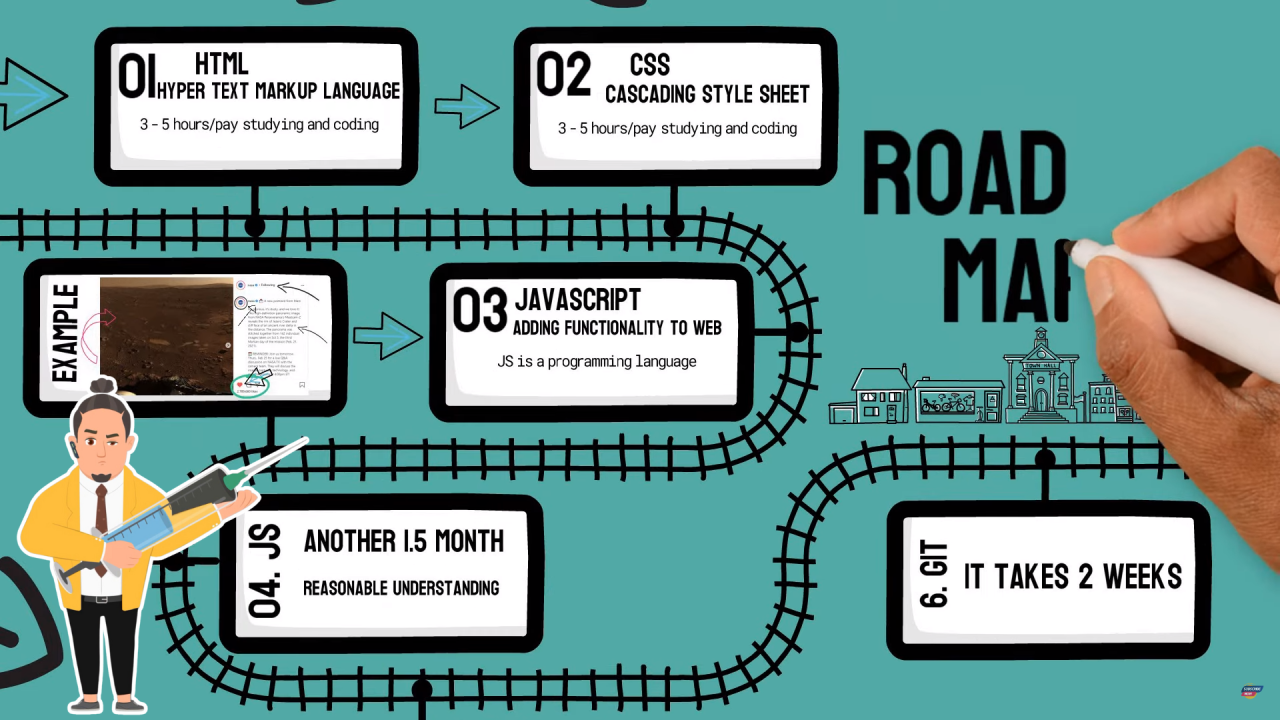 01
HTML
HYPER TEXT MARKUP LANGUAGE
3 - 5 hours/pay studying and coding
02
CSS
CASCADING STYLE SHEET
3 - 5 hours/pay studying and coding
ROAD
MAP
EXAMPLE
03
JAVASCRIPT
ADDING FUNCTIONALITY TO WEB
JS is a programming language
TOWN HALL
04. JS
ANOTHER 1.5 MONTH
REASONABLE UNDERSTANDING
6. GIT
IT TAKES 2 WEEKS